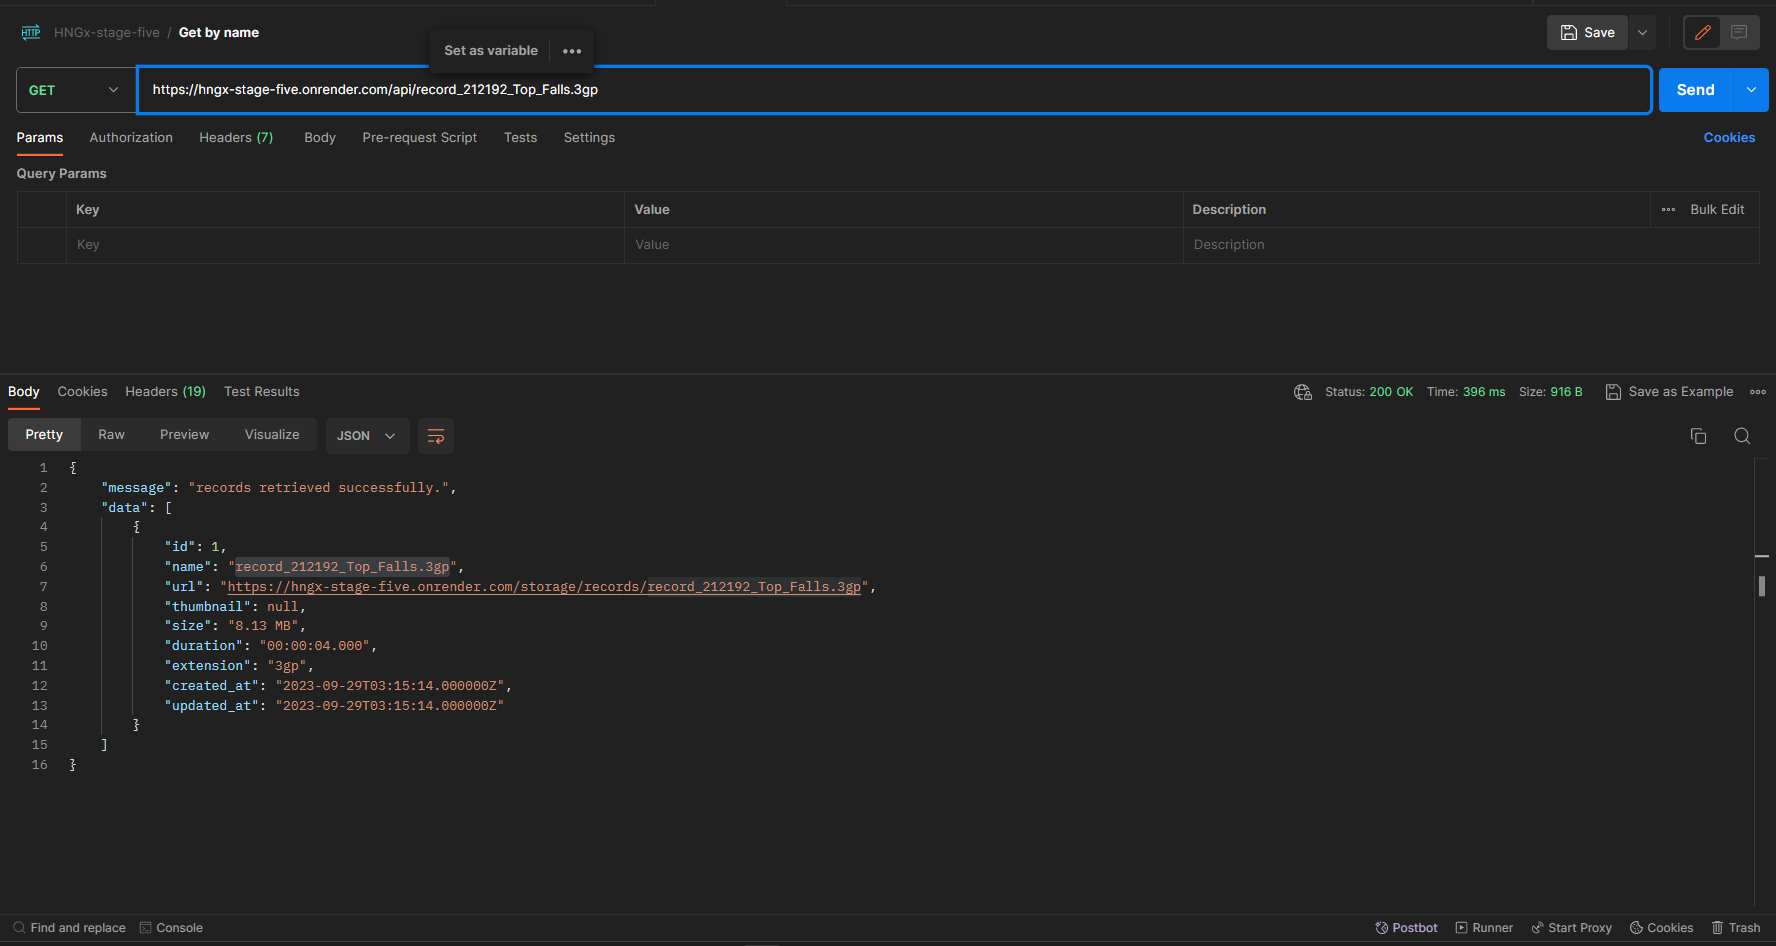 HTTP HNGx-stage-five / Get by name
Save
Set as variable
GET https://hngx-stage-five.onrender.com/api/record_212192_Top_Falls.3gp Send
Params Authorization Headers (7) Body Pre-request Script Tests Settings Cookies
Query Params
Key Value Description Bulk Edit
Key Value Description
Body Cookies Headers (19) Test Results Status: 200 OK Time: 396 ms Size: 916 B Save as Example
Pretty Raw Preview Visualize JSON
1 {
2 "message": "records retrieved successfully.",
3 "data": [
4 {
5 "id": 1,
6 "name": "record_212192_Top_Falls.3gp",
7 "url": "https://hngx-stage-five.onrender.com/storage/records/record_212192_Top_Falls.3gp",
8 "thumbnail": null,
9 "size": "8.13 MB",
10 "duration": "00:00:04.000",
11 "extension": "3gp",
12 "created_at": "2023-09-29T03:15:14.000000Z",
13 "updated_at": "2023-09-29T03:15:14.000000Z"
14 }
15 ]
16 }
Find and replace Console Postbot Runner Start Proxy Cookies Trash